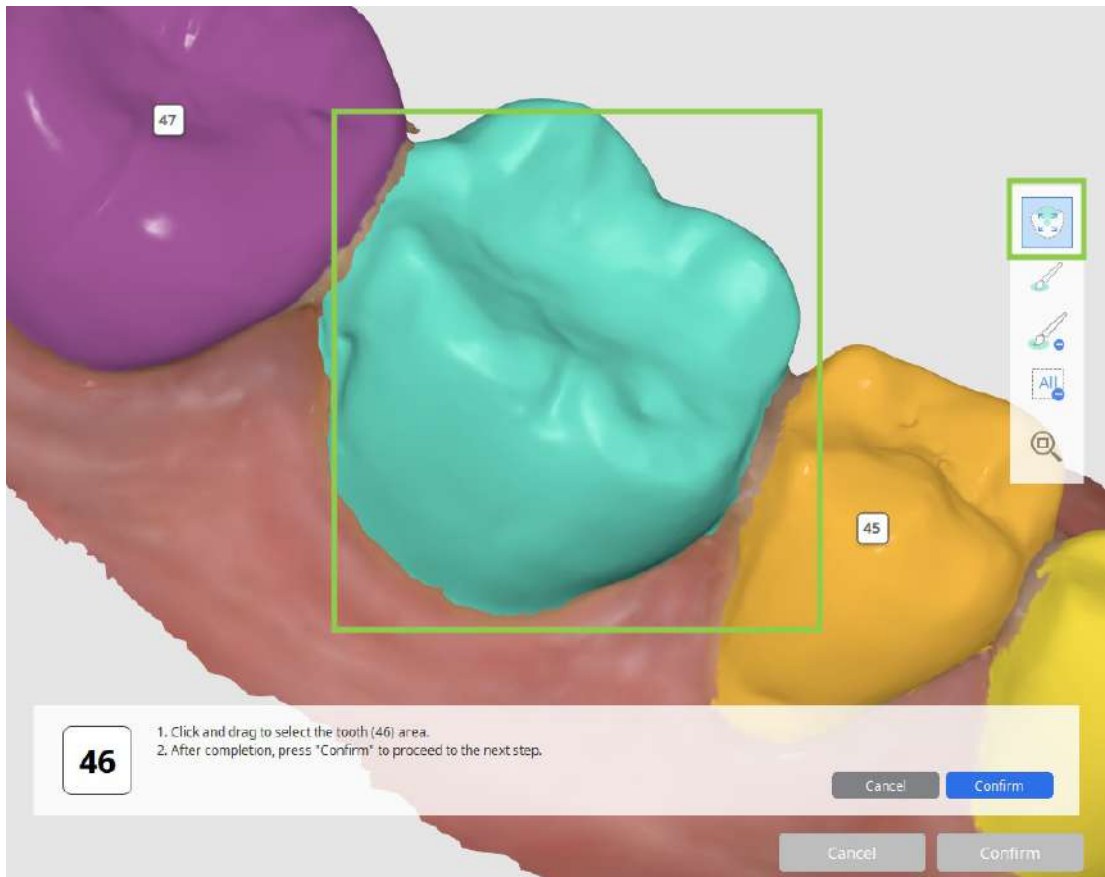 47
All
45
46
1. Click and drag to select the tooth (46) area.
2. After completion, press "Confirm" to proceed to the next step.
Cancel Confirm
Cancel Confirm